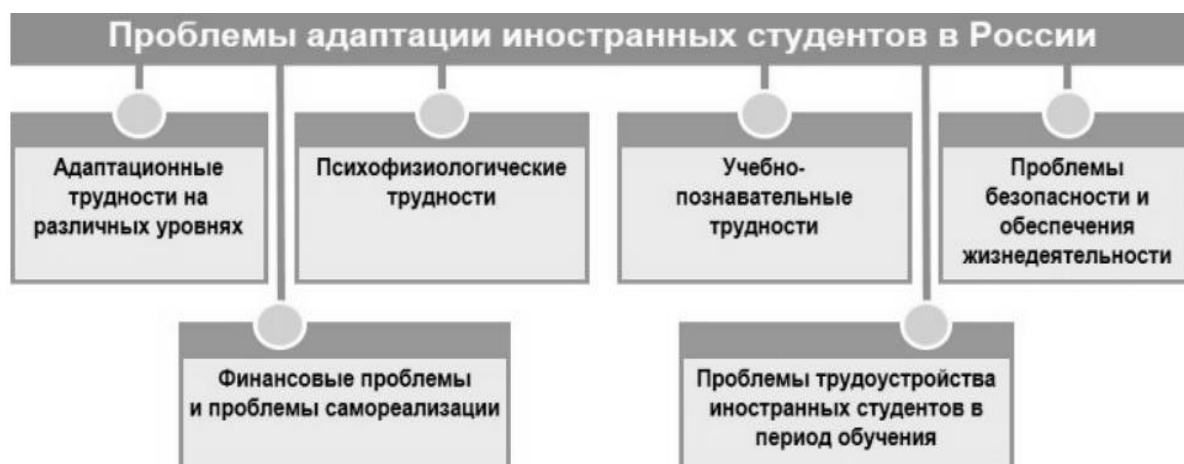 Проблемы адаптации иностранных студентов в России
Адаптационные
трудности на
различных уровнях
Психофизиологические
трудности
Учебно-
познавательные
трудности
Проблемы
безопасности и
обеспечения
жизнедеятельности
Финансовые проблемы
и проблемы самореализации
Проблемы трудоустройства
иностранных студентов в
период обучения